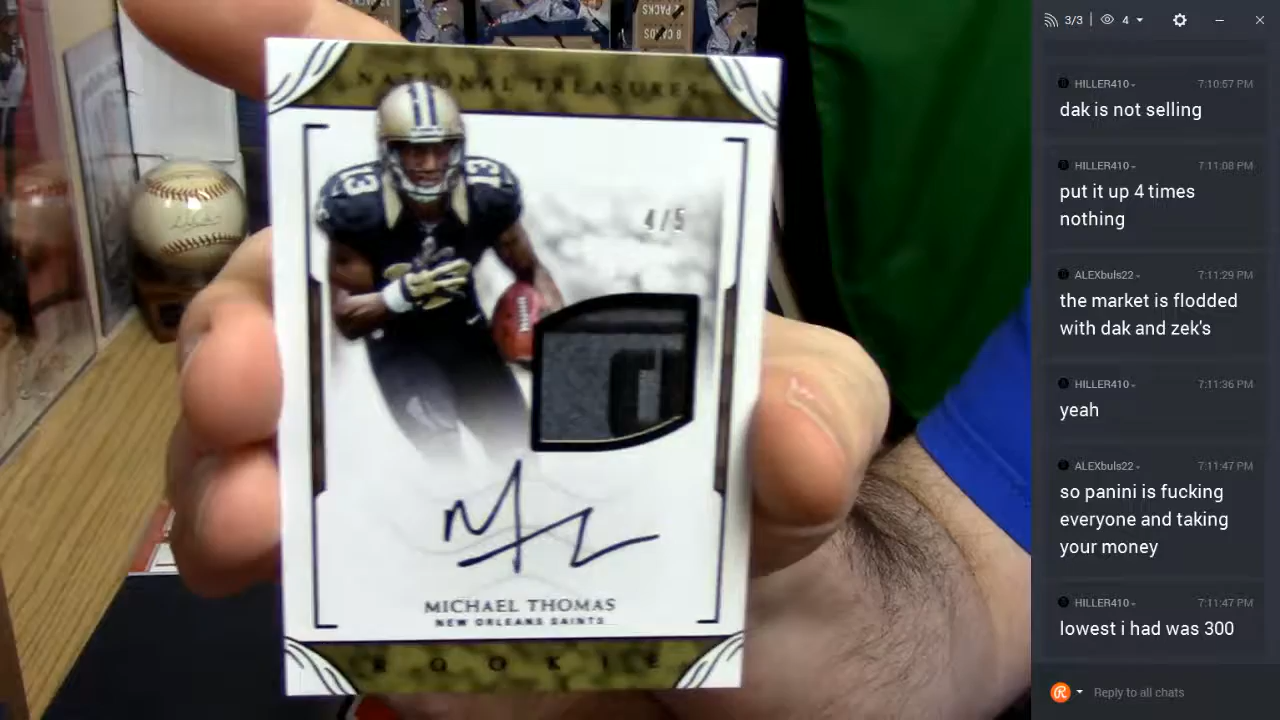 NATIONAL TREASURES
13
13
4/5
MICHAEL THOMAS
NEW ORLEANS SAINTS
ROOKIE
3/3
4
HILLER410
7:10:57 PM
dak is not selling
HILLER410
7:11:08 PM
put it up 4 times
nothing
ALEXbuls22
7:11:29 PM
the market is flodded
with dak and zek's
HILLER410
7:11:36 PM
yeah
ALEXbuls22
7:11:47 PM
so panini is fucking
everyone and taking
your money
HILLER410
7:11:47 PM
lowest i had was 300
Reply to all chats